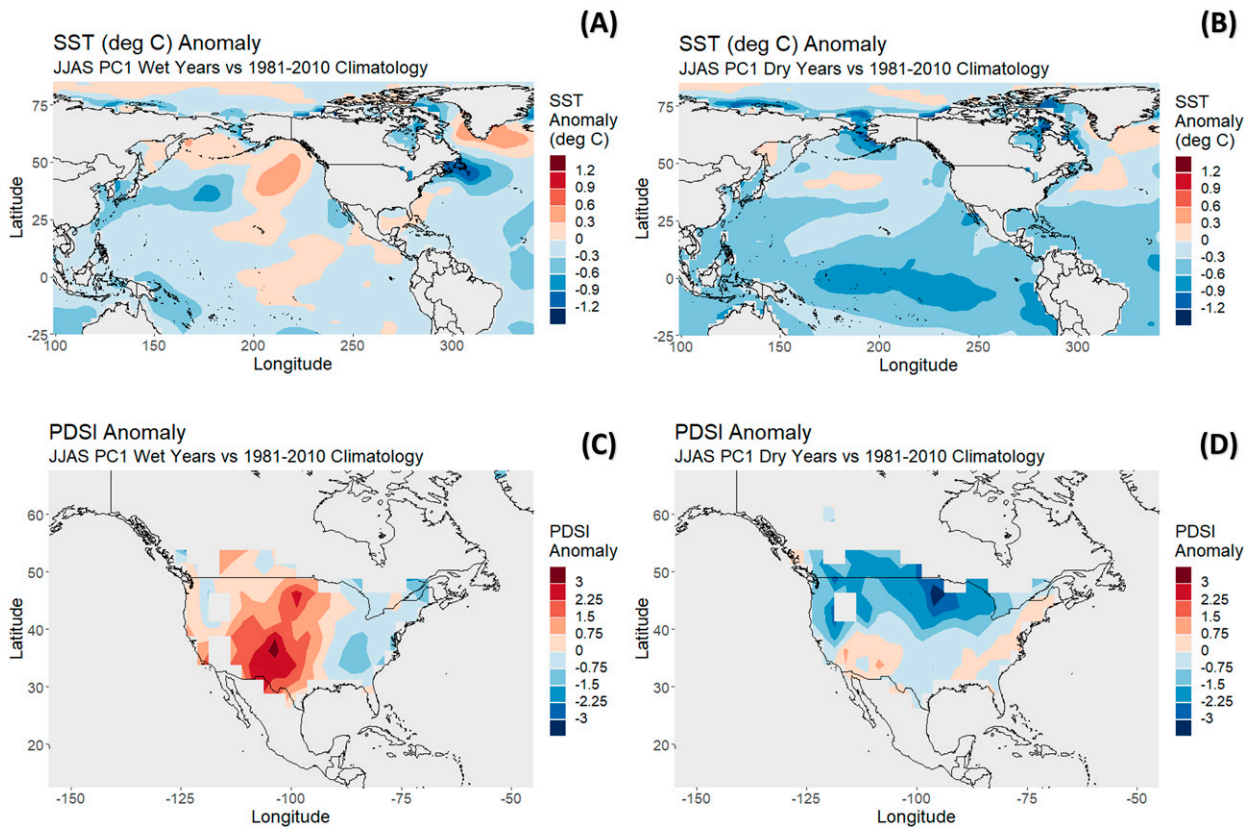 (A)
SST (deg C) Anomaly
JJAS PC1 Wet Years vs 1981-2010 Climatology
SST
Anomaly
(deg C)
1.2
0.9
0.6
0.3
0
-0.3
-0.6
-0.9
-1.2
Latitude
75
50
25
0
-25
100
150
200
250
300
Longitude
(B)
SST (deg C) Anomaly
JJAS PC1 Dry Years vs 1981-2010 Climatology
SST
Anomaly
(deg C)
1.2
0.9
0.6
0.3
0
-0.3
-0.6
-0.9
-1.2
Latitude
75
50
25
0
-25
100
150
200
250
300
Longitude
(C)
PDSI Anomaly
JJAS PC1 Wet Years vs 1981-2010 Climatology
PDSI
Anomaly
3
2.25
1.5
0.75
0
-0.75
-1.5
-2.25
-3
Latitude
60
50
40
30
20
-150
-125
-100
-75
-50
Longitude
(D)
PDSI Anomaly
JJAS PC1 Dry Years vs 1981-2010 Climatology
PDSI
Anomaly
3
2.25
1.5
0.75
0
-0.75
-1.5
-2.25
-3
Latitude
60
50
40
30
20
-150
-125
-100
-75
-50
Longitude